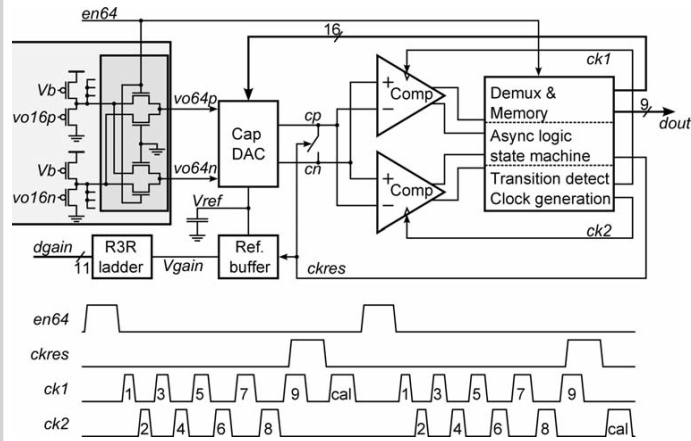 en64
16
Vb
vo16p
Vb
vo16n
vo64p
vo64n
Cap
DAC
cp
cn
Comp
Comp
ck1
Demux &
Memory
Async logic
state machine
Transition detect
Clock generation
9
dout
ck2
Vref
dgain
11
R3R
ladder
Vgain
Ref.
buffer
ckres
en64
ckres
ck1 1 3 5 7 9 cal 1 3 5 7 9
ck2 2 4 6 8 2 4 6 8 cal